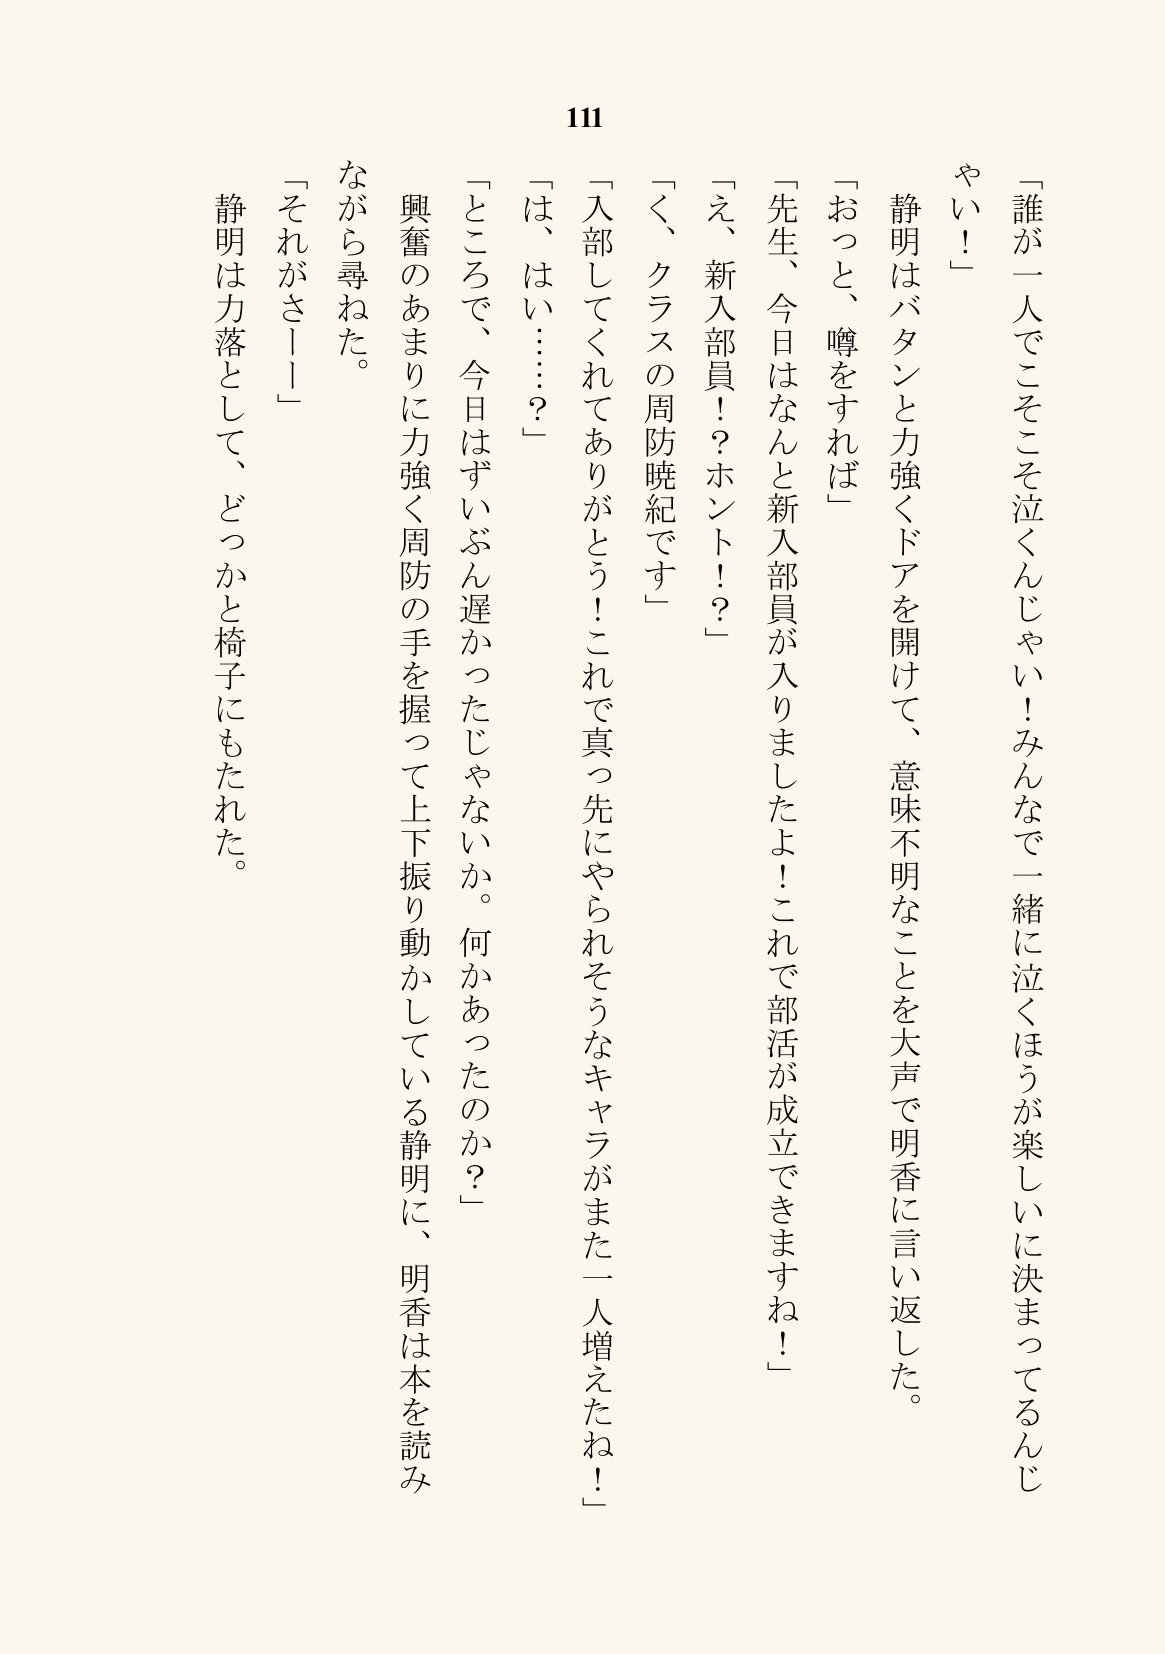 111
「誰が一人でこそこそ泣くんじゃい！みんなで一緒に泣くほうが楽しいに決まってるんじ
ゃい！」
　静明はバタンと力強くドアを開けて、意味不明なことを大声で明香に言い返した。
「おっと、噂をすれば」
「先生、今日はなんと新入部員が入りましたよ！これで部活が成立できますね！」
「え、新入部員！？ホント！？」
「く、クラスの周防暁紀です」
「入部してくれてありがとう！これで真っ先にやられそうなキャラがまた一人増えたね！」
「は、はい……？」
「ところで、今日はずいぶん遅かったじゃないか。何かあったのか？」
　興奮のあまりに力強く周防の手を握って上下振り動かしている静明に、明香は本を読み
ながら尋ねた。
「それがさーー」
　静明は力落として、どっかと椅子にもたれた。